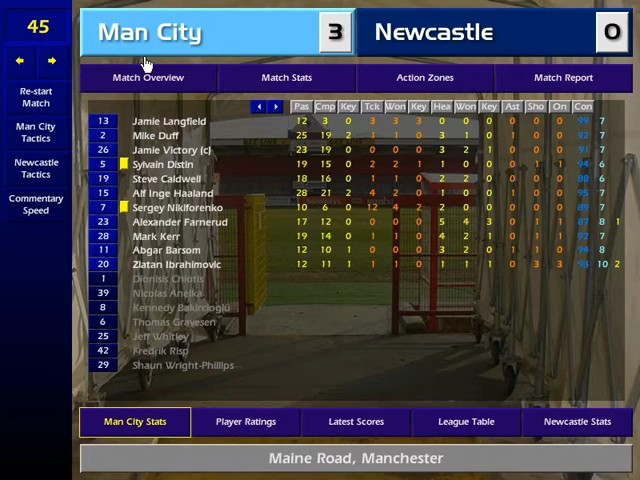 45
Man City 3 Newcastle 0
Match Overview Match Stats Action Zones Match Report
Re-start Match
Man City Tactics
Newcastle Tactics
Commentary Speed
Pas Cmp Key Tck Won Key Hea Won Key Ast Sho On Con
13 Jamie Langfield 12 3 0 3 3 3 0 0 0 0 0 0 99 7
2 Mike Duff 25 19 2 1 1 0 3 1 0 1 0 0 92 7
26 Jamie Victory (c) 23 19 0 0 0 0 3 2 1 0 0 0 91 7
5 Sylvain Distin 19 15 0 2 2 1 1 1 0 0 1 1 94 6
19 Steve Caldwell 18 16 0 1 1 0 2 2 0 0 0 0 88 6
15 Alf Inge Haaland 28 21 2 4 2 0 1 0 0 1 0 0 95 7
7 Sergey Nikiforenko 10 6 0 12 4 2 2 0 0 0 0 0 89 7
23 Alexander Farnerud 17 12 0 0 0 0 5 4 3 0 1 1 87 8 1
28 Mark Kerr 19 14 0 1 1 0 4 2 1 0 1 1 92 7
11 Abgar Barsom 12 10 1 0 0 0 3 2 0 1 1 0 94 8
20 Zlatan Ibrahimovic 12 11 1 1 1 0 1 1 1 0 3 3 93 10 2
1 Dionisis Chiotis
39 Nicolas Anelka
8 Kennedy Bakircioglü
6 Thomas Gravesen
25 Jeff Whitley
42 Fredrik Risp
29 Shaun Wright-Phillips
Man City Stats Player Ratings Latest Scores League Table Newcastle Stats
Maine Road, Manchester